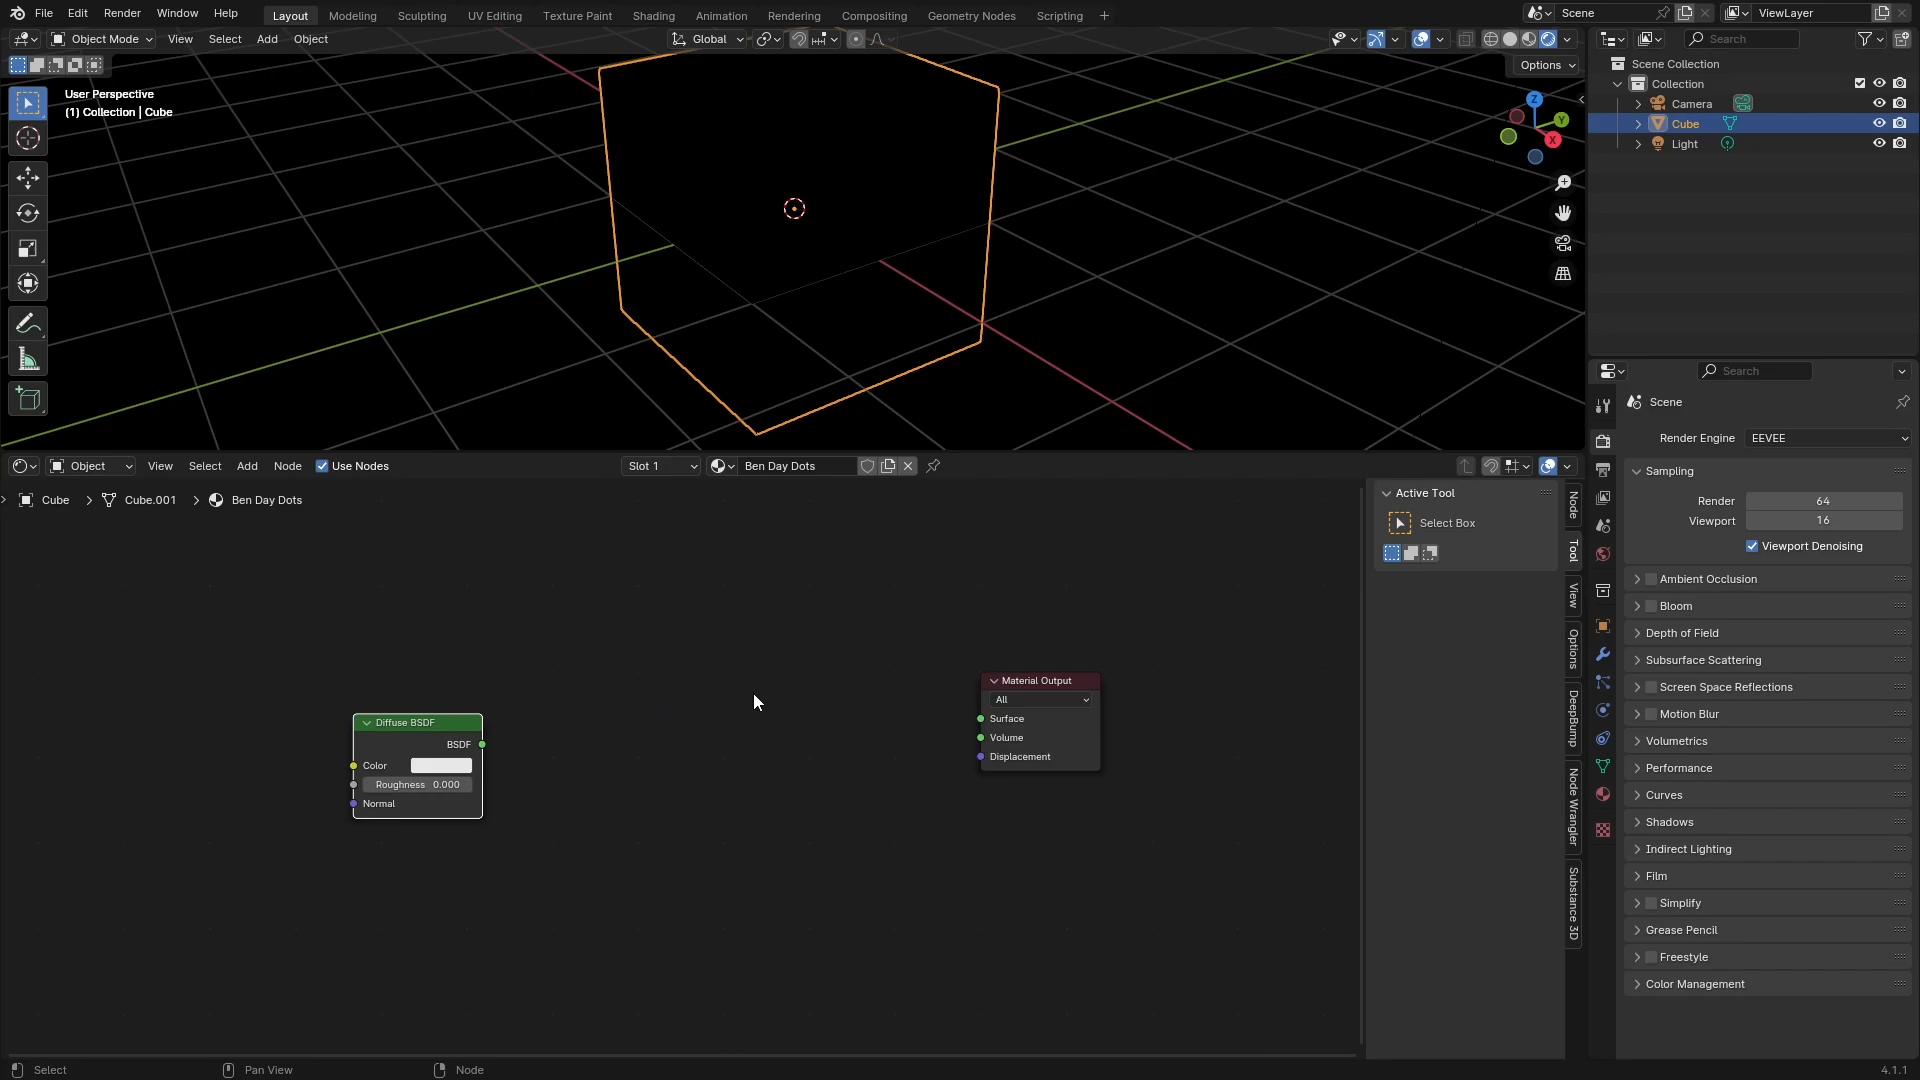 File Edit Render Window Help Layout Modeling Sculpting UV Editing Texture Paint Shading Animation Rendering Compositing Geometry Nodes Scripting + Scene ViewLayer
Object Mode View Select Add Object Global Search
Options
User Perspective
(1) Collection | Cube
Z
Y
X
Scene Collection
Collection
Camera
Cube
Light
Search
Scene
Render Engine EEVEE
Sampling
Render 64
Viewport 16
Viewport Denoising
Ambient Occlusion
Bloom
Depth of Field
Subsurface Scattering
Screen Space Reflections
Motion Blur
Volumetrics
Performance
Curves
Shadows
Indirect Lighting
Film
Simplify
Grease Pencil
Freestyle
Color Management
Object View Select Add Node Use Nodes Slot 1 Ben Day Dots
Cube Cube.001 Ben Day Dots
Active Tool
Select Box
Node
Tool
View
Options
DeepBump
Node Wrangler
Substance 3D
Diffuse BSDF
BSDF
Color
Roughness 0.000
Normal
Material Output
All
Surface
Volume
Displacement
Select Pan View Node 4.1.1